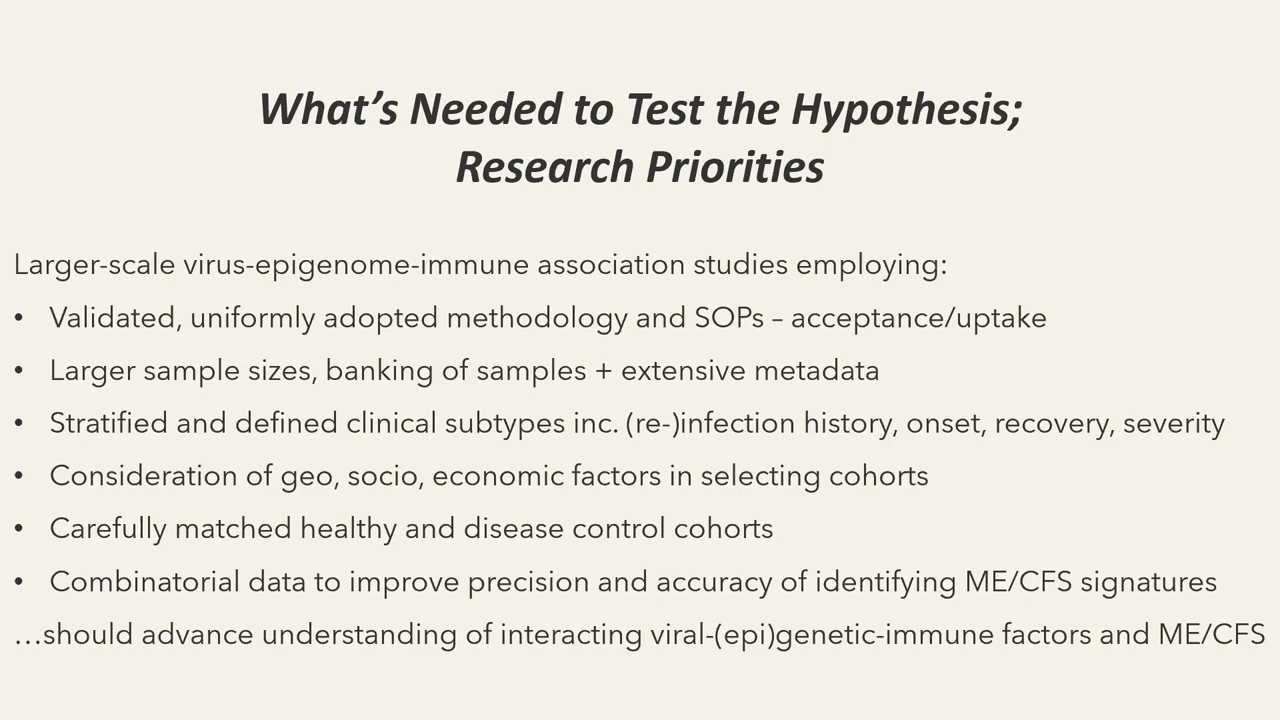 What’s Needed to Test the Hypothesis;
Research Priorities
Larger-scale virus-epigenome-immune association studies employing:
• Validated, uniformly adopted methodology and SOPs – acceptance/uptake
• Larger sample sizes, banking of samples + extensive metadata
• Stratified and defined clinical subtypes inc. (re-)infection history, onset, recovery, severity
• Consideration of geo, socio, economic factors in selecting cohorts
• Carefully matched healthy and disease control cohorts
• Combinatorial data to improve precision and accuracy of identifying ME/CFS signatures
…should advance understanding of interacting viral-(epi)genetic-immune factors and ME/CFS